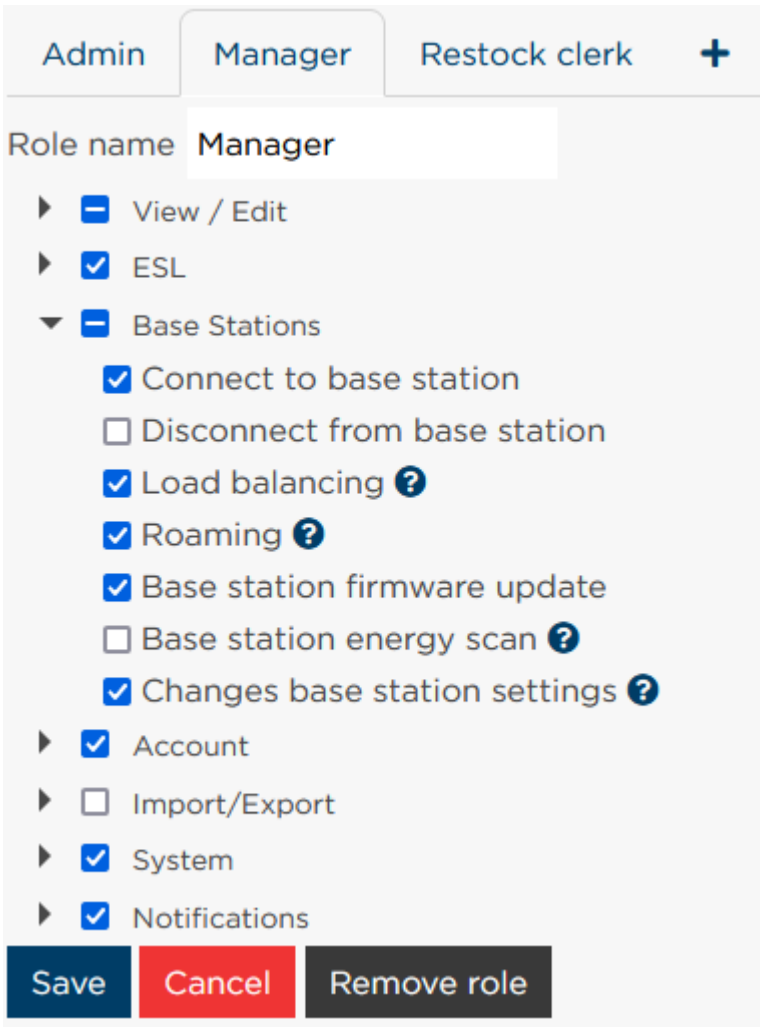 Admin Manager Restock clerk +
Role name Manager
View / Edit
ESL
Base Stations
Connect to base station
Disconnect from base station
Load balancing ?
Roaming ?
Base station firmware update
Base station energy scan ?
Changes base station settings ?
Account
Import/Export
System
Notifications
Save Cancel Remove role